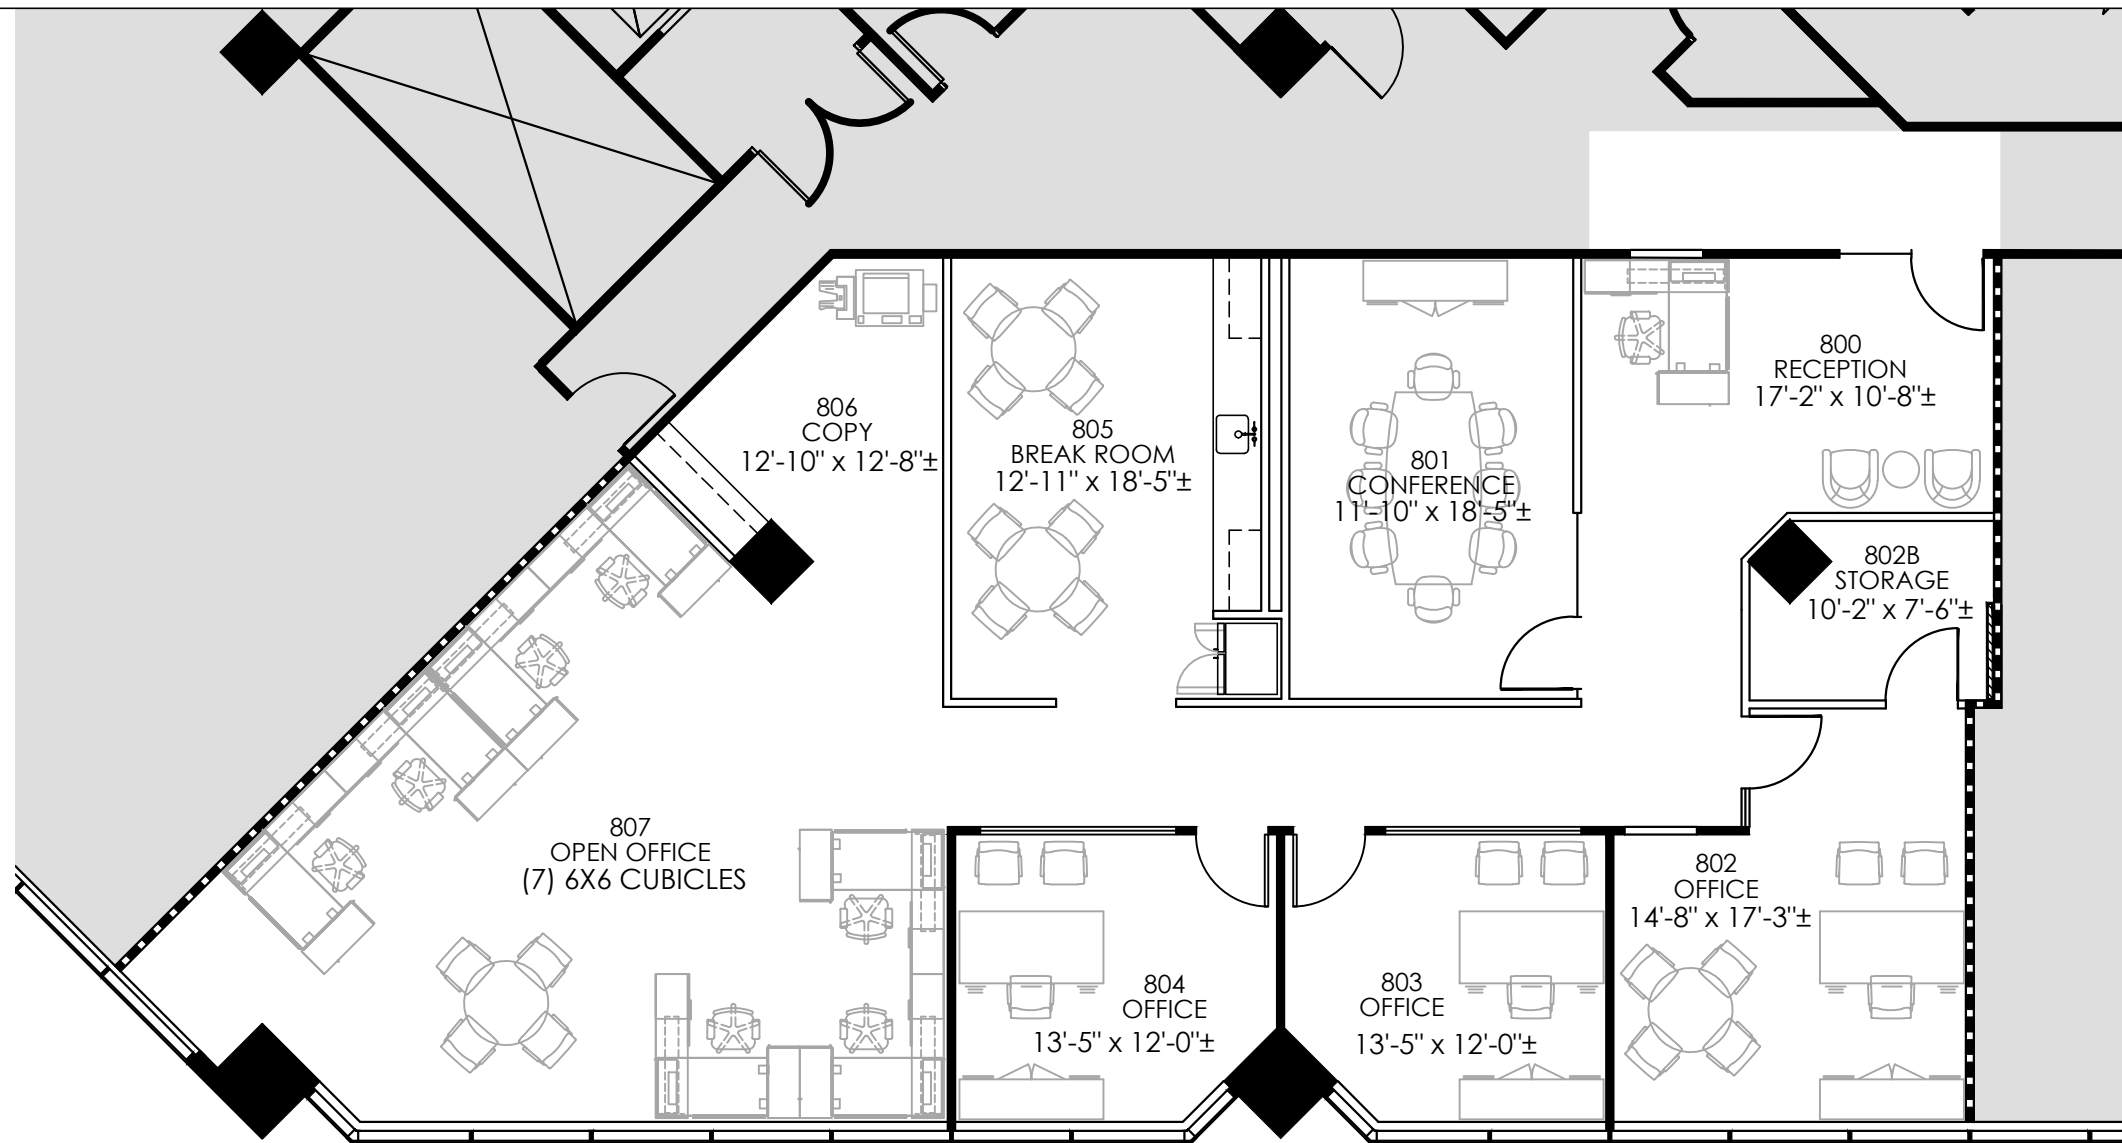 800
RECEPTION
17'-2" x 10'-8"±
806
COPY
12'-10" x 12'-8"±
805
BREAK ROOM
12'-11" x 18'-5"±
801
CONFERENCE
11'-10" x 18'-5"±
802B
STORAGE
10'-2" x 7'-6"±
807
OPEN OFFICE
(7) 6X6 CUBICLES
802
OFFICE
14'-8" x 17'-3"±
804
OFFICE
13'-5" x 12'-0"±
803
OFFICE
13'-5" x 12'-0"±